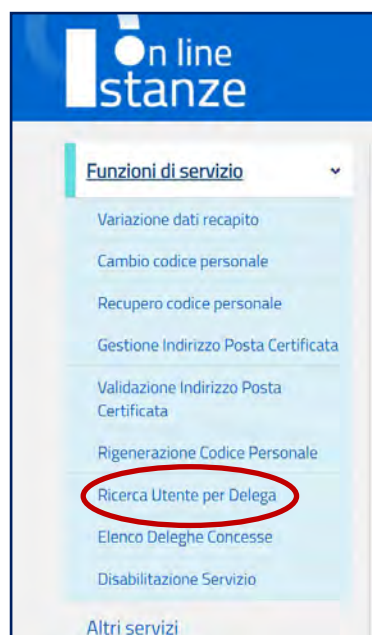 on line
istanze
Funzioni di servizio
Variazione dati recapito
Cambio codice personale
Recupero codice personale
Gestione Indirizzo Posta Certificata
Validazione Indirizzo Posta
Certificata
Rigenerazione Codice Personale
Ricerca Utente per Delega
Elenco Deleghe Concesse
Disabilitazione Servizio
Altri servizi